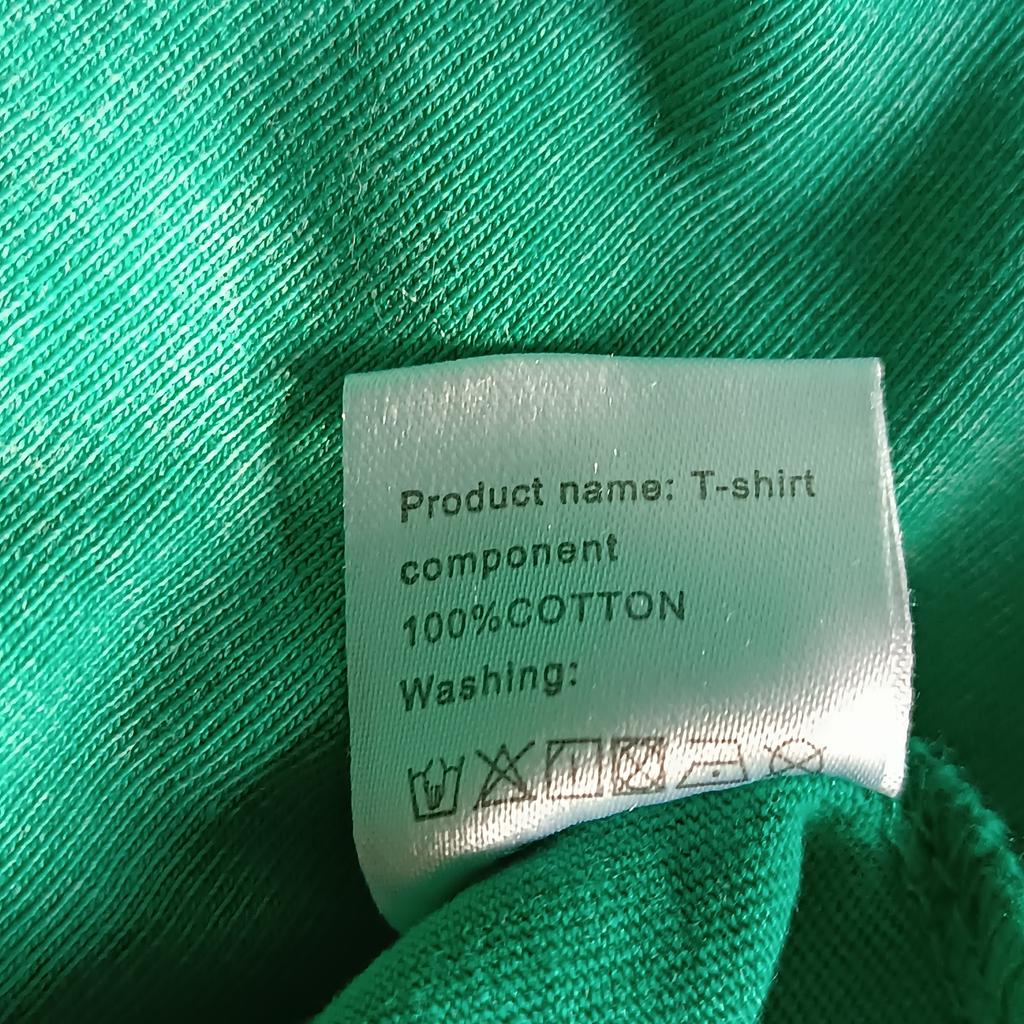 Product name: T-shirt
component
100%COTTON
Washing: